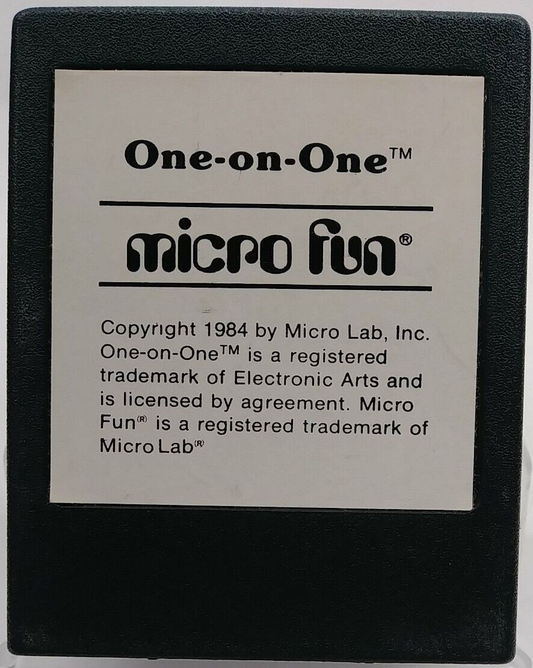 One-on-One™
micro fun®
Copyright 1984 by Micro Lab, Inc.
One-on-One™ is a registered
trademark of Electronic Arts and
is licensed by agreement. Micro
Fun® is a registered trademark of
Micro Lab®